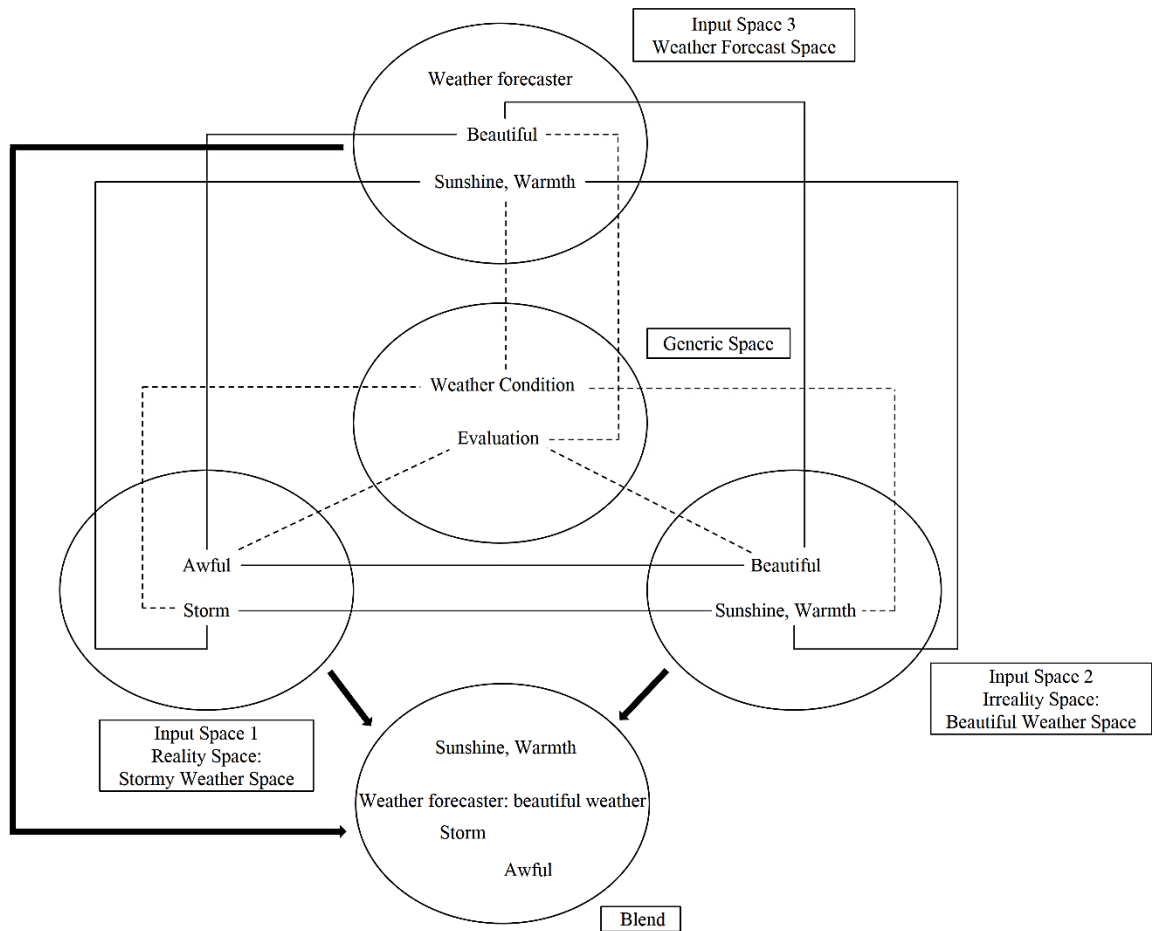 Input Space 3
Weather Forecast Space
Weather forecaster
Beautiful
Sunshine, Warmth
Generic Space
Weather Condition
Evaluation
Awful
Storm
Beautiful
Sunshine, Warmth
Input Space 1
Reality Space:
Stormy Weather Space
Input Space 2
Irreality Space:
Beautiful Weather Space
Sunshine, Warmth
Weather forecaster: beautiful weather
Storm
Awful
Blend